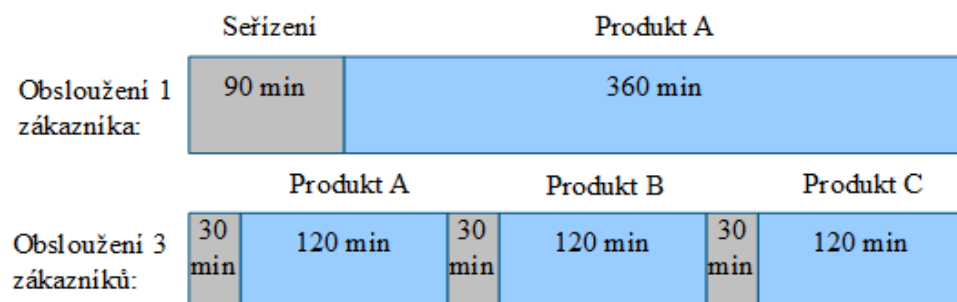 Seřízení Produkt A
Obsloužení 1 zákazníka:
90 min 360 min
Produkt A Produkt B Produkt C
Obsloužení 3 zákazníků:
30 min 120 min 30 min 120 min 30 min 120 min